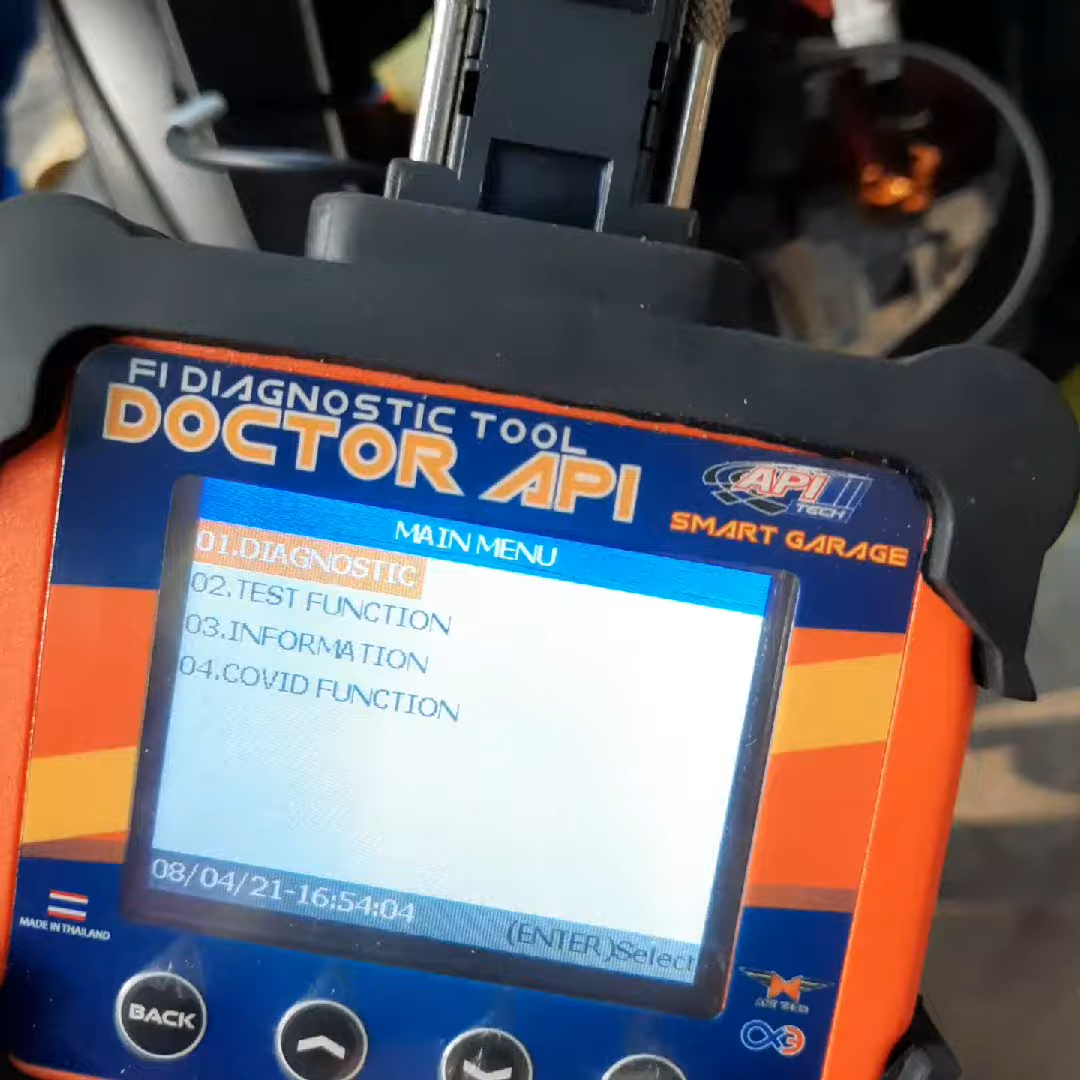 FI DIAGNOSTIC TOOL
DOCTOR API
API TECH
SMART GARAGE
MAIN MENU
01.DIAGNOSTIC
02.TEST FUNCTION
03.INFORMATION
04.COVID FUNCTION
08/04/21-16:54:04
(ENTER)Select
MADE IN THAILAND
BACK